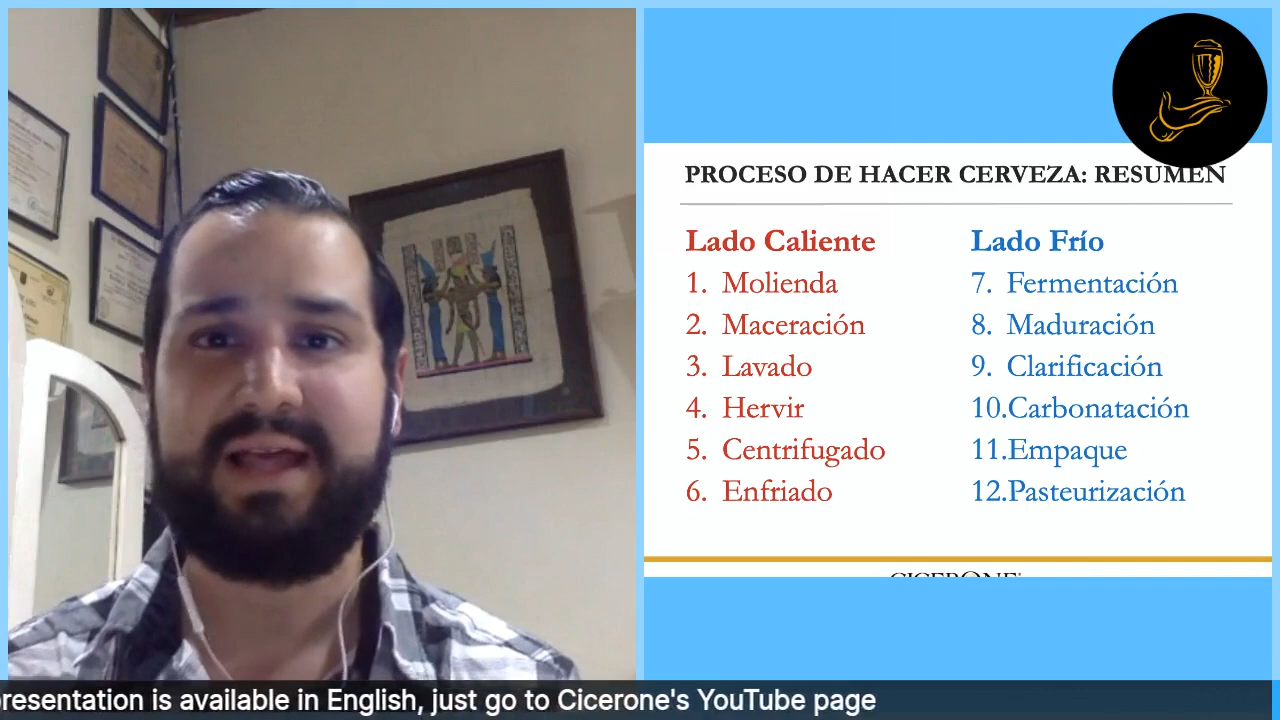 PROCESO DE HACER CERVEZA: RESUMEN
Lado Caliente
1. Molienda
2. Maceración
3. Lavado
4. Hervir
5. Centrifugado
6. Enfriado
Lado Frío
7. Fermentación
8. Maduración
9. Clarificación
10.Carbonatación
11.Empaque
12.Pasteurización
CICERONE
presentation is available in English, just go to Cicerone's YouTube page